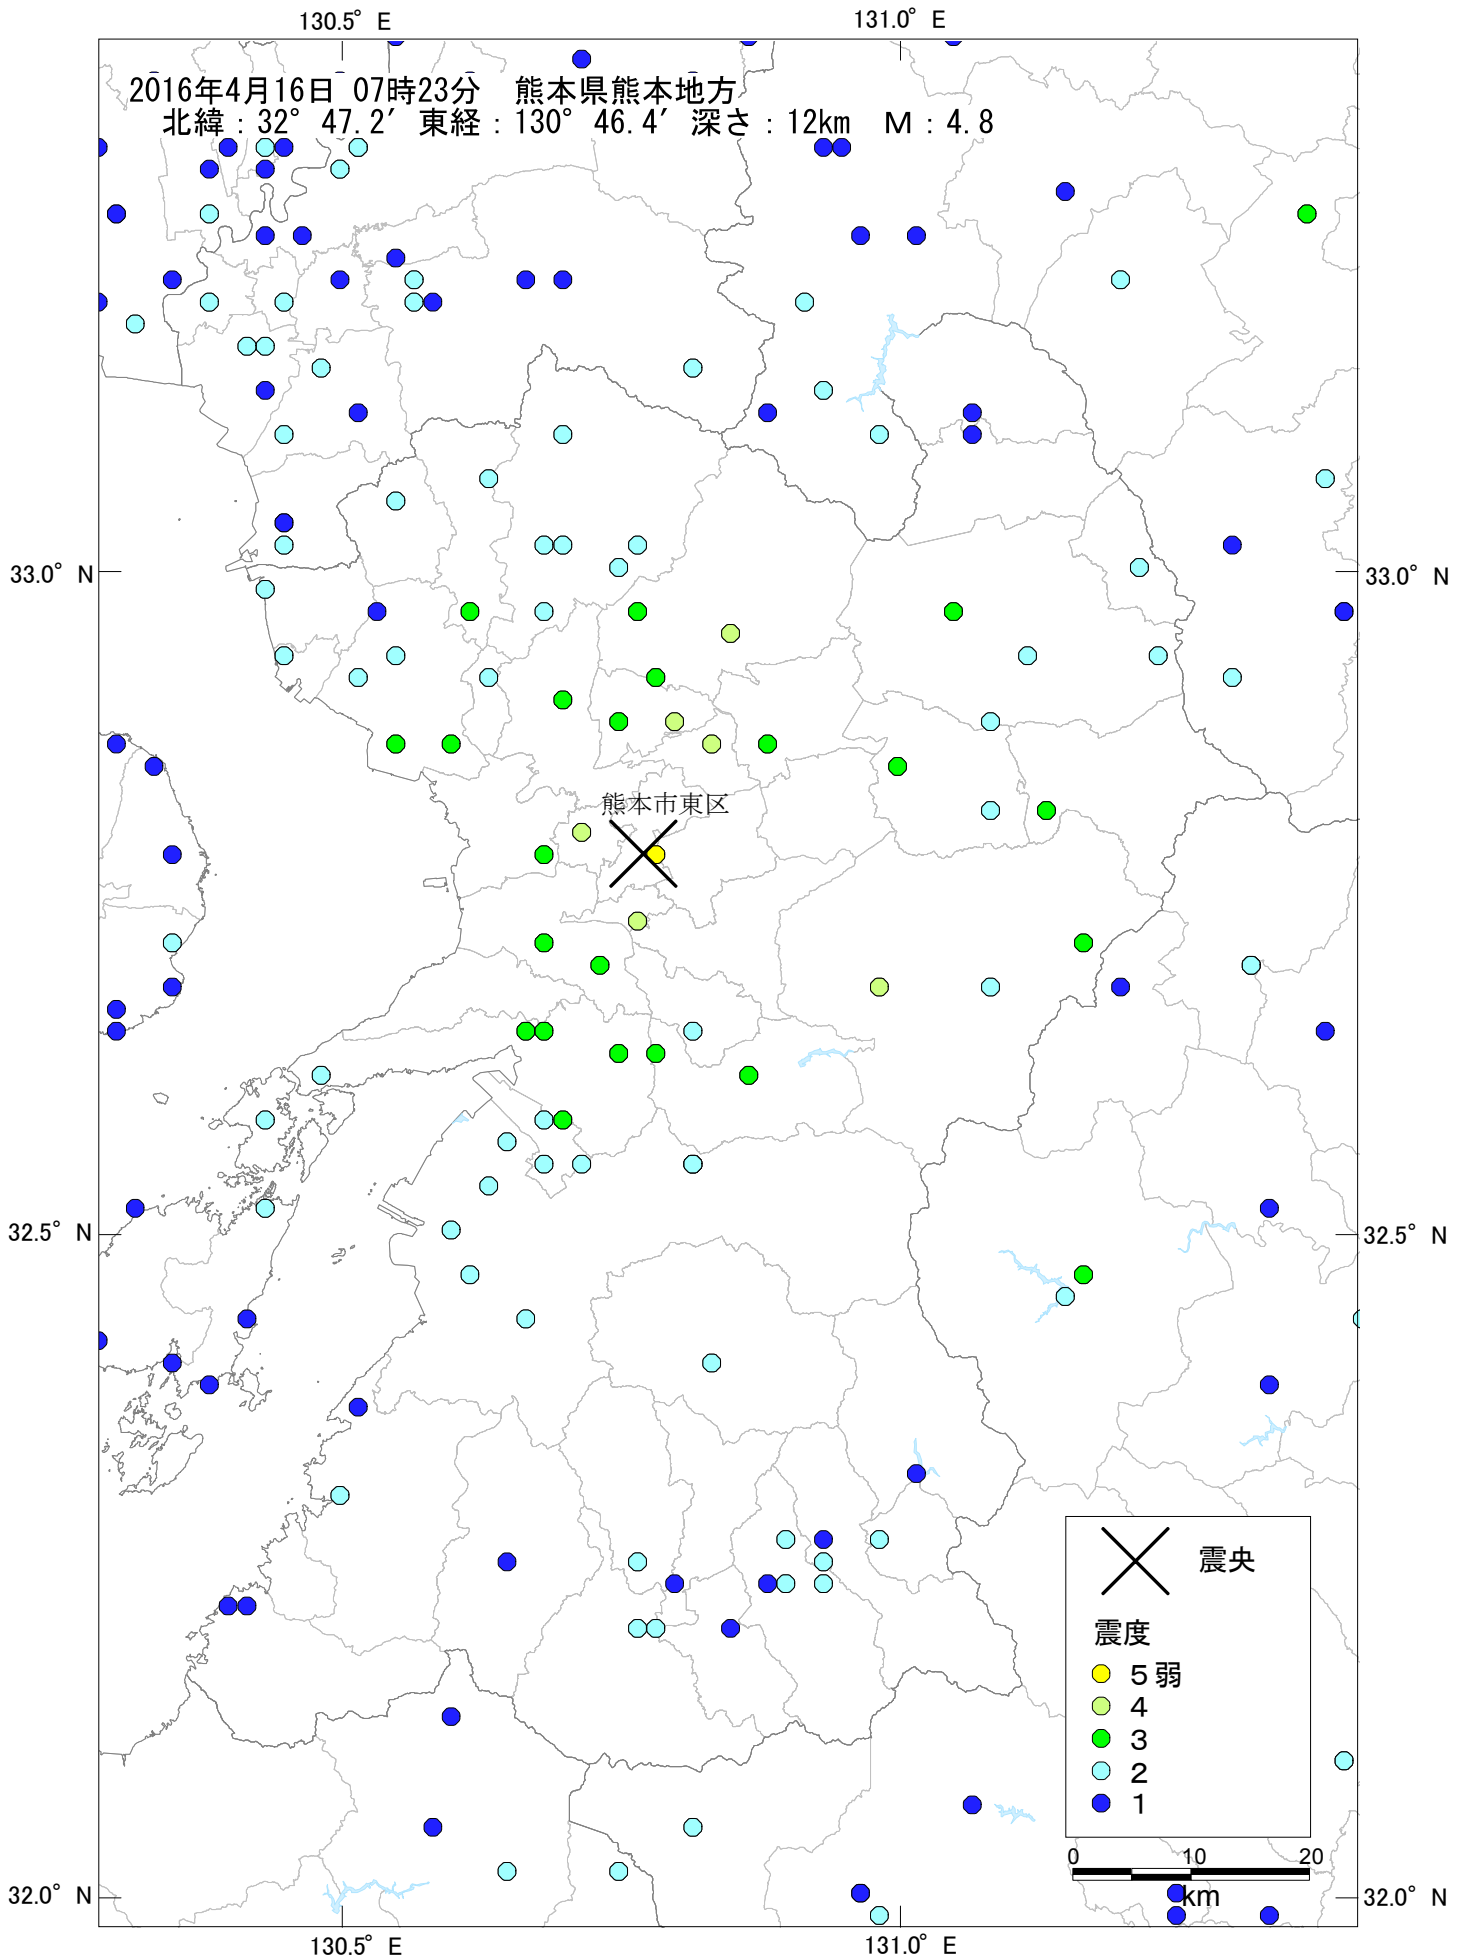 130.5° E
131.0° E
2016年4月16日 07時23分 熊本県熊本地方
北緯：32° 47.2′ 東経：130° 46.4′ 深さ：12km M：4.8
33.0° N
33.0° N
熊本市東区
32.5° N
32.5° N
震央
震度
５弱
４
３
２
１
0 10 20
km
32.0° N
32.0° N
130.5° E
131.0° E